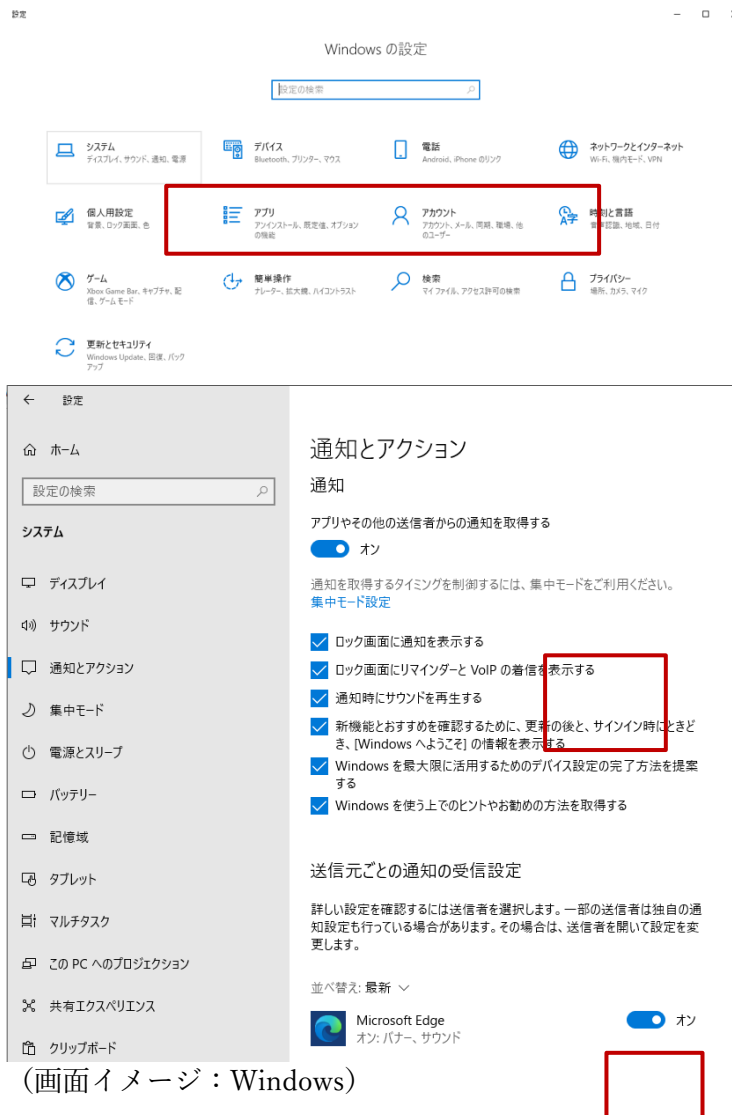 設定
Windows の設定
設定の検索
システム
ディスプレイ、サウンド、通知、電源
デバイス
Bluetooth、プリンター、マウス
電話
Android、iPhone のリンク
ネットワークとインターネット
Wi-Fi、機内モード、VPN
個人用設定
背景、ロック画面、色
アプリ
アンインストール、既定値、オプション
の機能
アカウント
アカウント、メール、同期、職場、他
のユーザー
時刻と言語
音声認識、地域、日付
ゲーム
Xbox Game Bar、キャプチャ、配
信、ゲーム モード
簡単操作
ナレーター、拡大鏡、ハイコントラスト
検索
マイ ファイル、アクセス許可の検索
プライバシー
場所、カメラ、マイク
更新とセキュリティ
Windows Update、回復、バック
アップ
設定
ホーム
設定の検索
システム
ディスプレイ
サウンド
通知とアクション
集中モード
電源とスリープ
バッテリー
記憶域
タブレット
マルチタスク
この PC へのプロジェクション
共有エクスペリエンス
クリップボード
通知とアクション
通知
アプリやその他の送信者からの通知を取得する
オン
通知を取得するタイミングを制御するには、集中モードをご利用ください。
集中モード設定
ロック画面に通知を表示する
ロック画面にリマインダーと VoIP の着信を表示する
通知時にサウンドを再生する
新機能とおすすめを確認するために、更新の後と、サインイン時にときど
き、[Windows へようこそ] の情報を表示する
Windows を最大限に活用するためのデバイス設定の完了方法を提案
する
Windows を使う上でのヒントやお勧めの方法を取得する
送信元ごとの通知の受信設定
詳しい設定を確認するには送信者を選択します。一部の送信者は独自の通
知設定も行っている場合があります。その場合は、送信者を開いて設定を変
更します。
並べ替え: 最新
Microsoft Edge
オン: バナー、サウンド
オン
(画面イメージ：Windows)